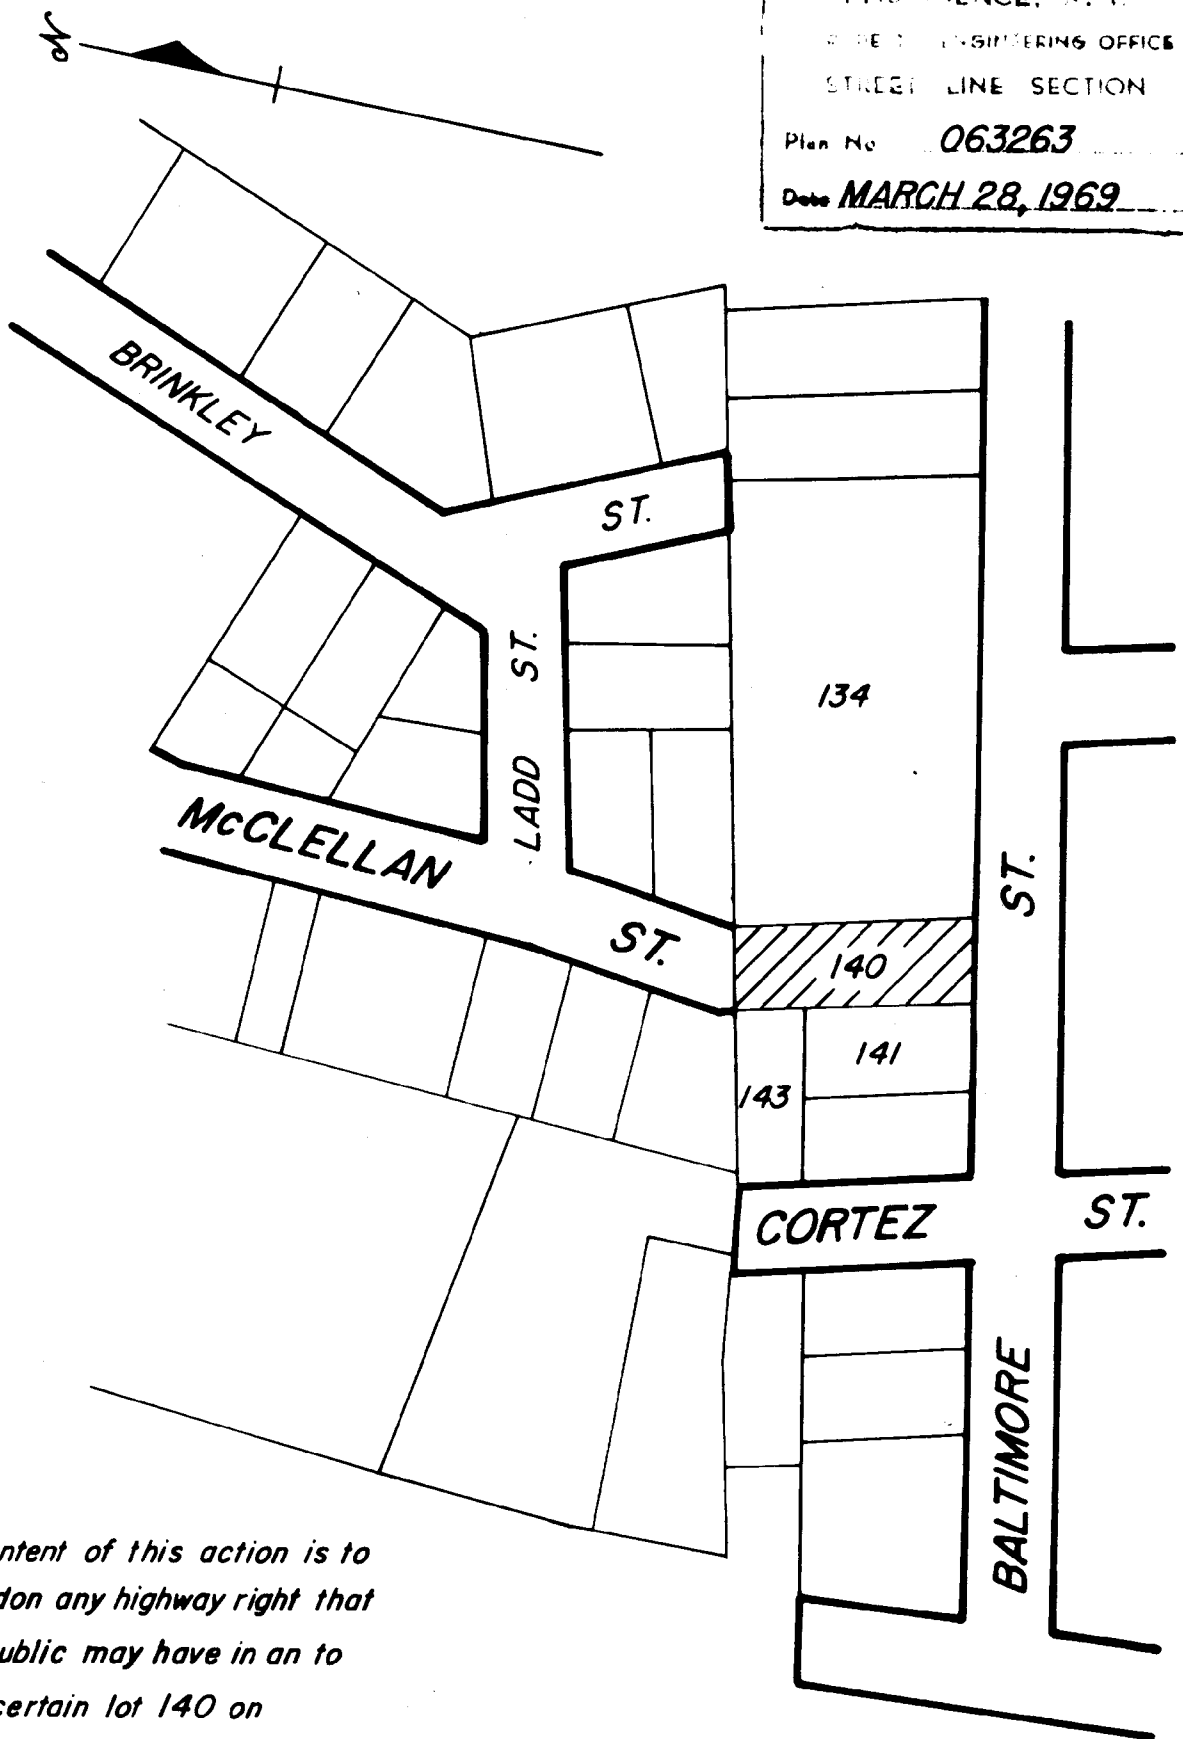 N
ENGINEERING OFFICE
STREET LINE SECTION
Plan No 063263
Date MARCH 28, 1969
BRINKLEY ST.
LADD ST.
134
McCLELLAN ST.
ST.
140
141
143
CORTEZ ST.
BALTIMORE
ntent of this action is to
don any highway right that
ublic may have in an to
certain lot 140 on